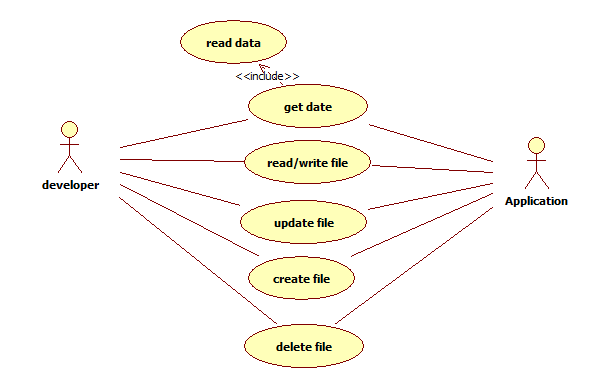 read data
<<include>>
get date
read/write file
developer
update file
Application
create file
delete file